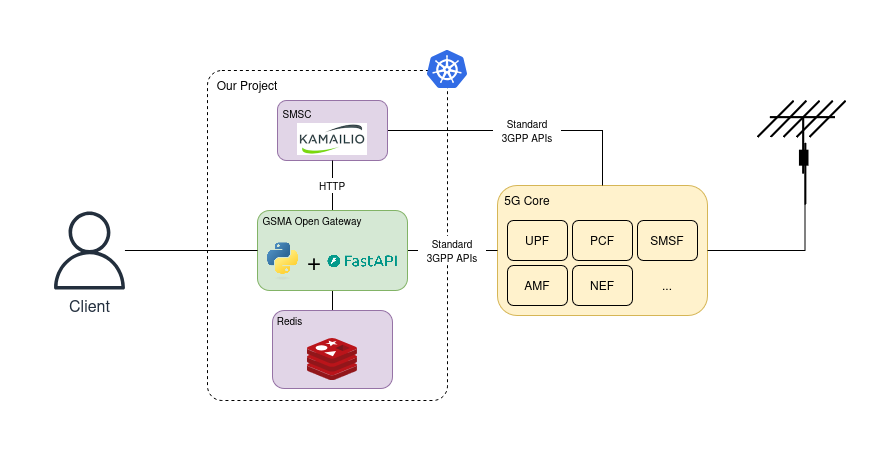 Our Project
SMSC
KAMAILIO
Standard
3GPP APIs
HTTP
5G Core
GSMA Open Gateway
UPF
PCF
SMSF
Standard
3GPP APIs
+ FastAPI
AMF
NEF
...
Client
Redis